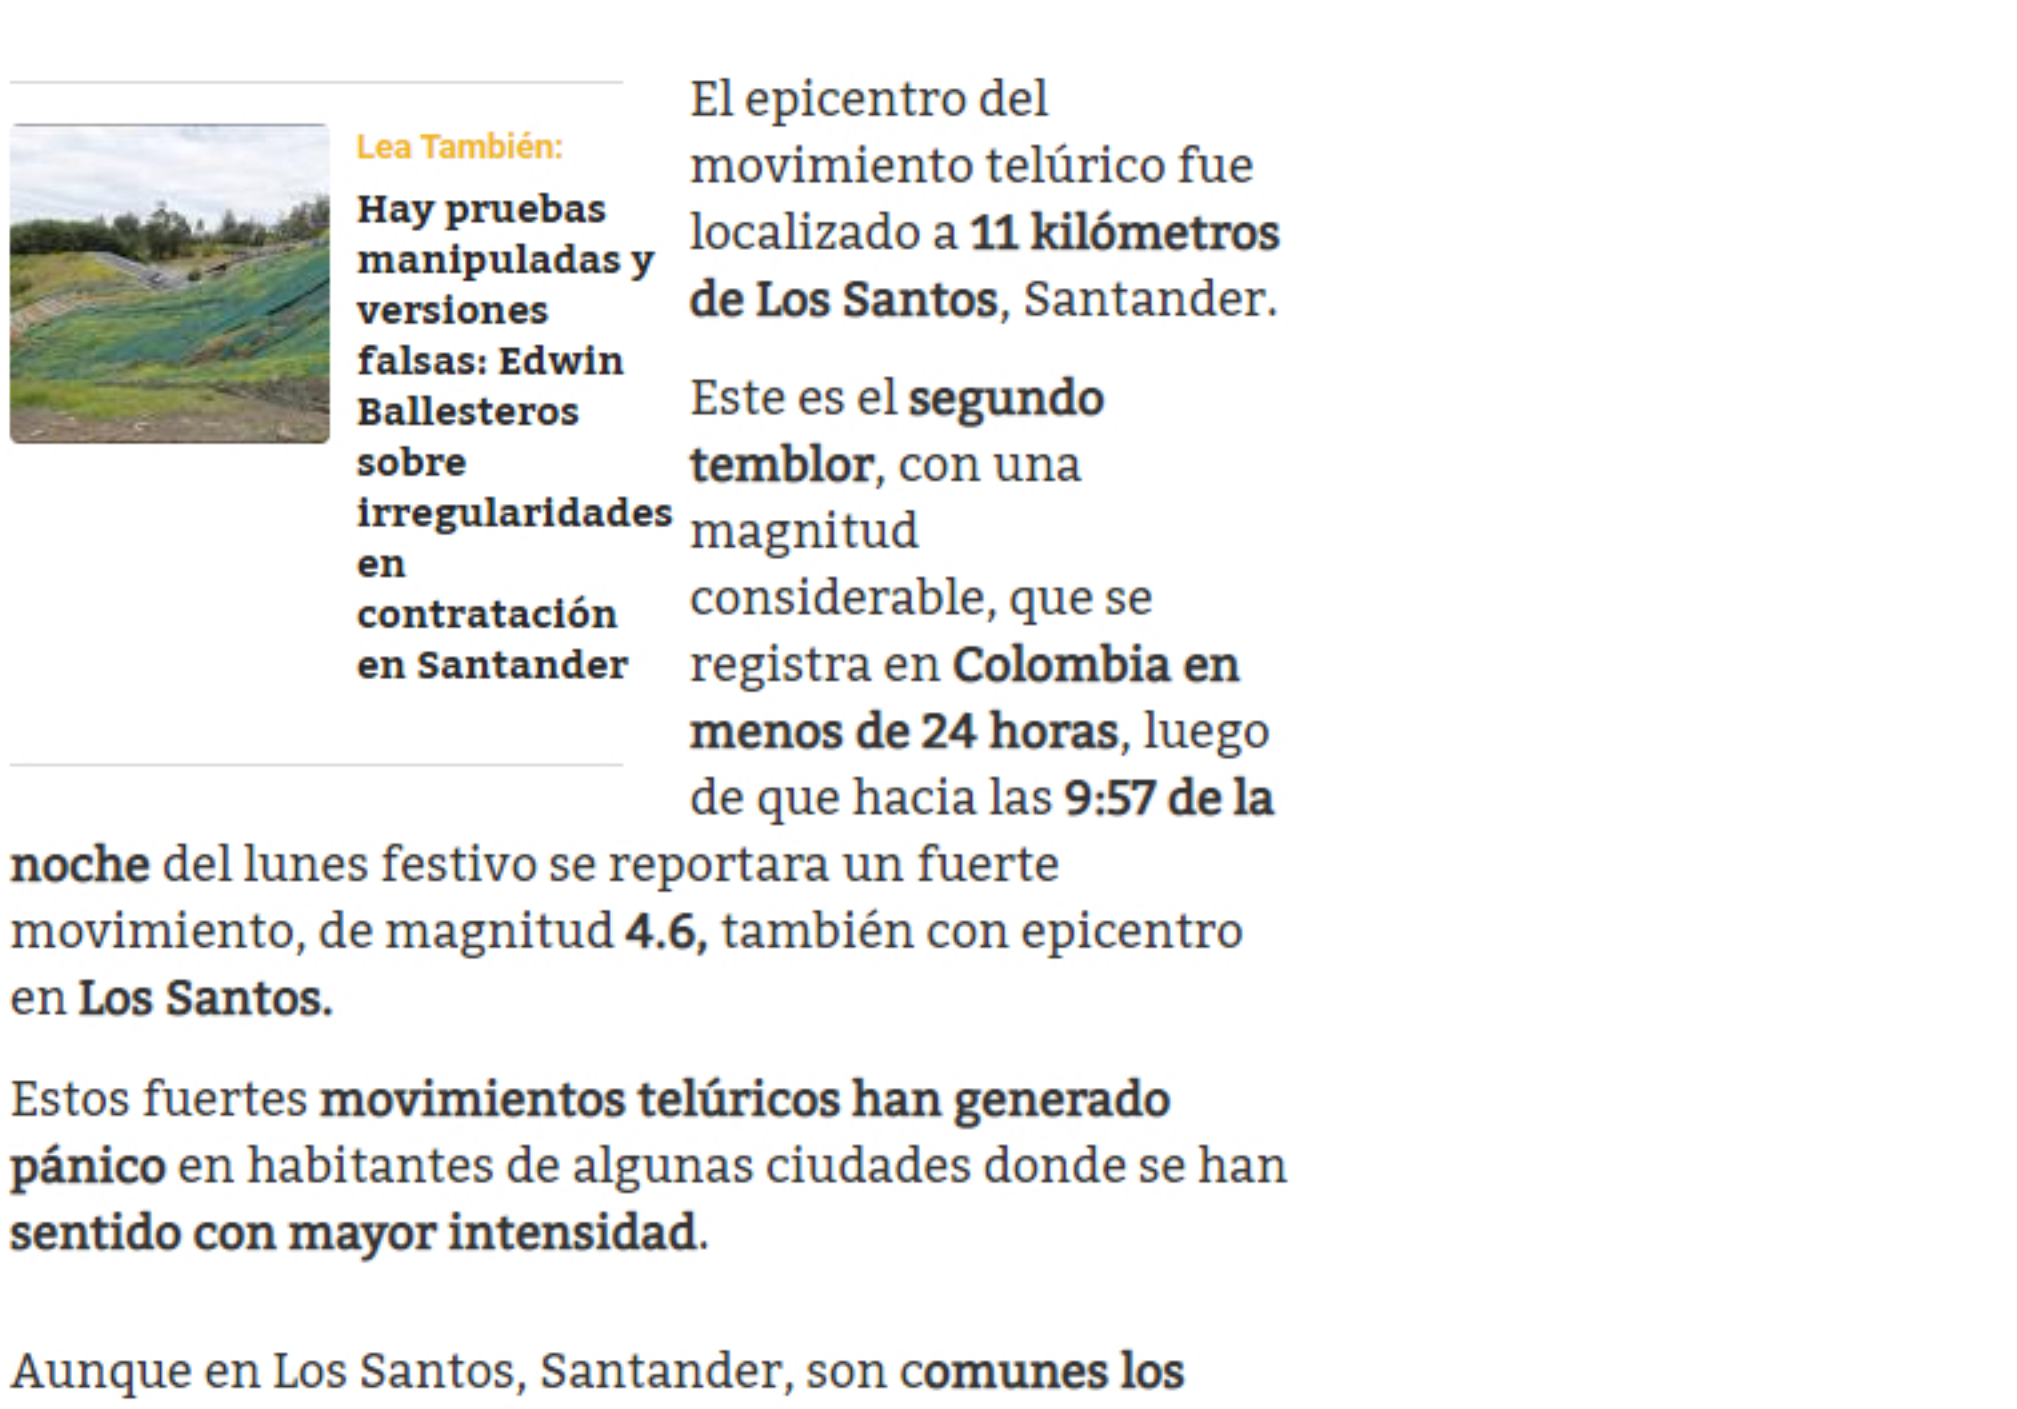 Lea También:
Hay pruebas
manipuladas y
versiones
falsas: Edwin
Ballesteros
sobre
irregularidades
en
contratación
en Santander
El epicentro del
movimiento telúrico fue
localizado a 11 kilómetros
de Los Santos, Santander.
Este es el segundo
temblor, con una
magnitud
considerable, que se
registra en Colombia en
menos de 24 horas, luego
de que hacia las 9:57 de la
noche del lunes festivo se reportara un fuerte
movimiento, de magnitud 4.6, también con epicentro
en Los Santos.
Estos fuertes movimientos telúricos han generado
pánico en habitantes de algunas ciudades donde se han
sentido con mayor intensidad.
Aunque en Los Santos, Santander, son comunes los